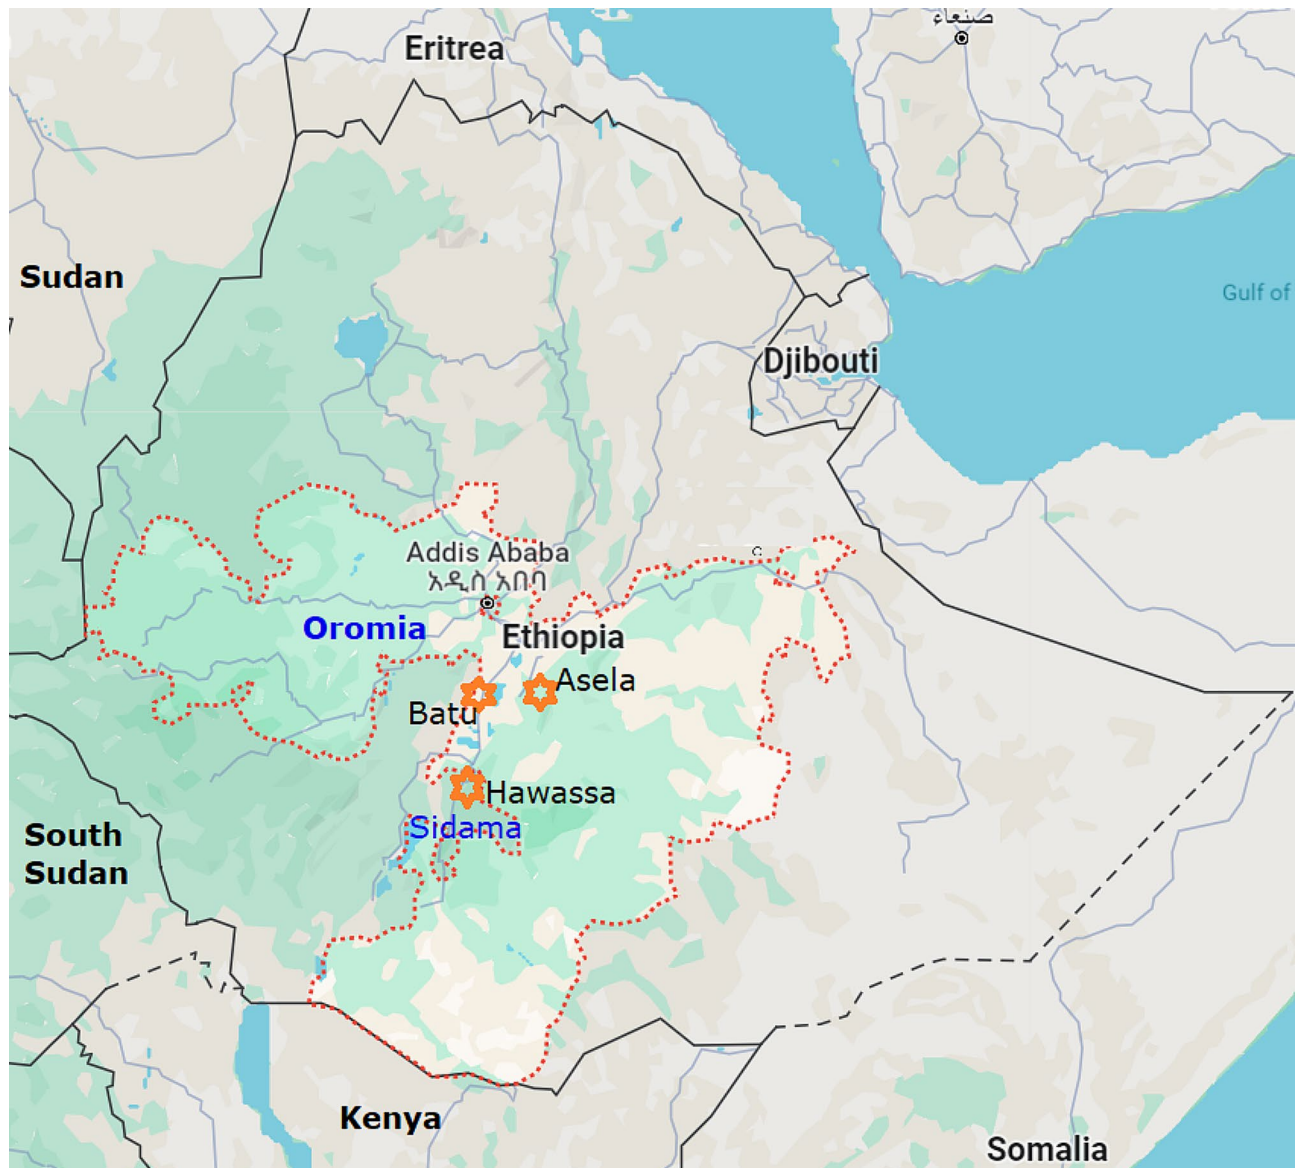 صنعاء
Eritrea
Sudan
Gulf of
Djibouti
Addis Ababa
አዲስ አበባ
Oromia
Ethiopia
Asela
Batu
Hawassa
Sidama
South
Sudan
Kenya
Somalia